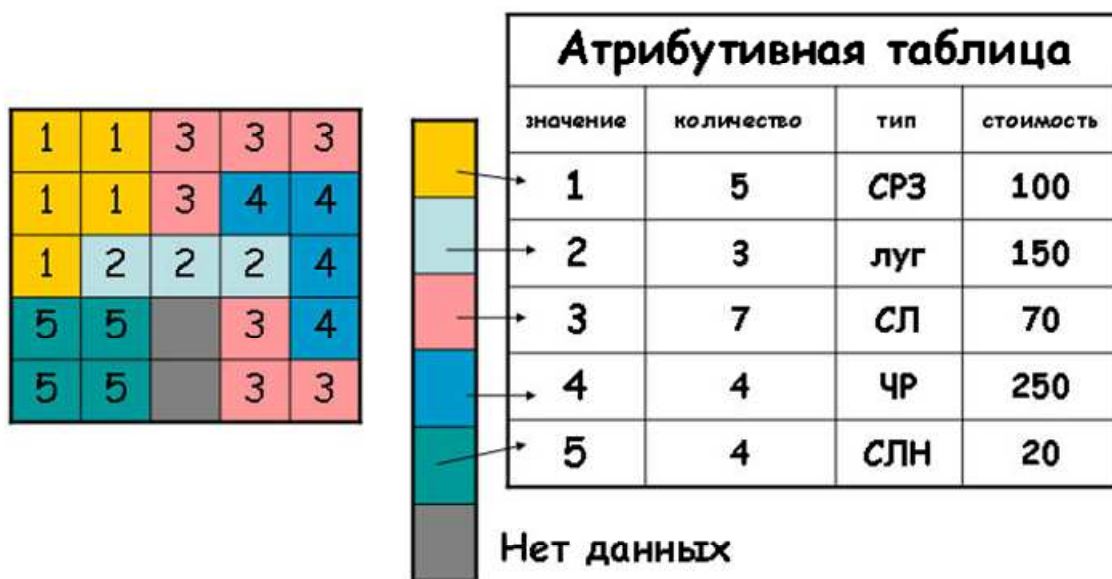 Атрибутивная таблица
значение количество тип стоимость
1 5 СРЗ 100
2 3 луг 150
3 7 СЛ 70
4 4 ЧР 250
5 4 СЛН 20
Нет данных
1 1 3 3 3
1 1 3 4 4
1 2 2 2 4
5 5 3 4
5 5 3 3